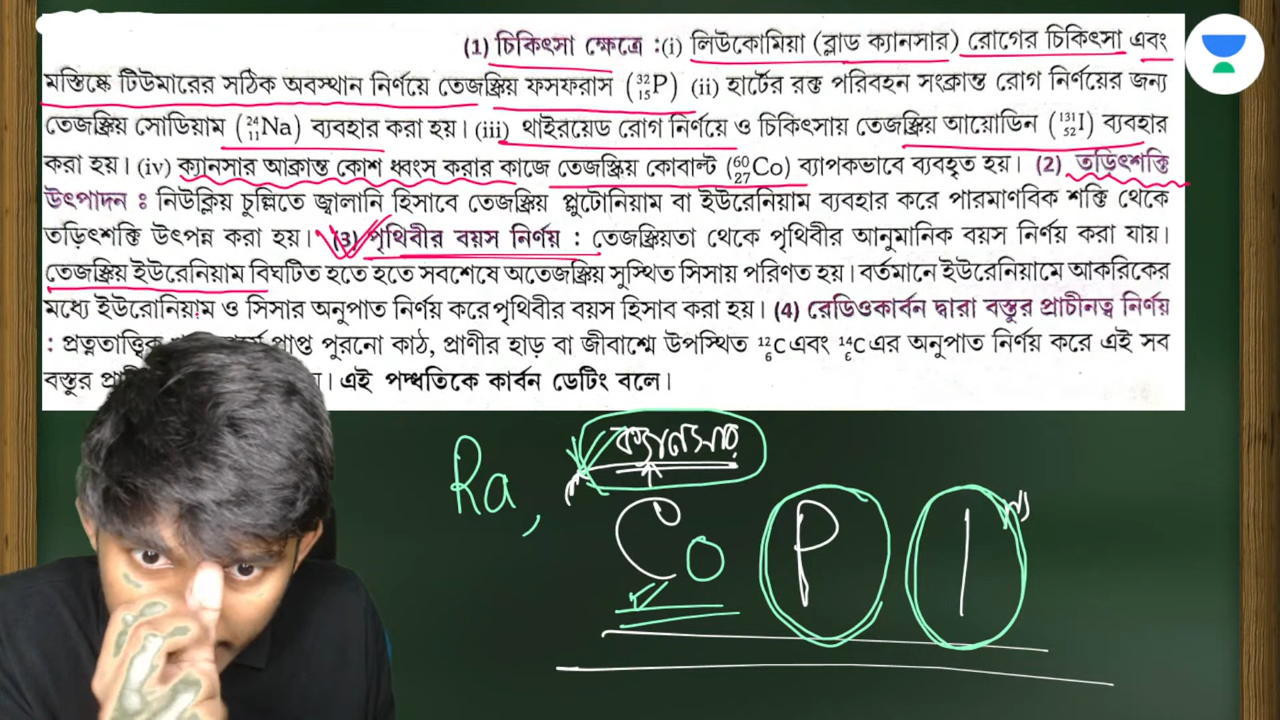 (1) চিকিৎসা ক্ষেত্রে : (i) লিউকোমিয়া (ব্লাড ক্যানসার) রোগের চিকিৎসা এবং
মস্তিষ্কে টিউমারের সঠিক অবস্থান নির্ণয়ে তেজস্ক্রিয় ফসফরাস (³²₁₅P) (ii) হার্টের রক্ত পরিবহন সংক্রান্ত রোগ নির্ণয়ের জন্য
তেজস্ক্রিয় সোডিয়াম (²⁴₁₁Na) ব্যবহার করা হয়। (iii) থাইরয়েড রোগ নির্ণয়ে ও চিকিৎসায় তেজস্ক্রিয় আয়োডিন (¹³¹₅₂I) ব্যবহার
করা হয়। (iv) ক্যানসার আক্রান্ত কোশ ধ্বংস করার কাজে তেজস্ক্রিয় কোবাল্ট (⁶⁰₂₇Co) ব্যাপকভাবে ব্যবহৃত হয়। (2) তড়িৎশক্তি
উৎপাদন : নিউক্লিয় চুল্লিতে জ্বালানি হিসাবে তেজস্ক্রিয় প্লুটোনিয়াম বা ইউরেনিয়াম ব্যবহার করে পারমাণবিক শক্তি থেকে
তড়িৎশক্তি উৎপন্ন করা হয়। (3) পৃথিবীর বয়স নির্ণয় : তেজস্ক্রিয়তা থেকে পৃথিবীর আনুমানিক বয়স নির্ণয় করা যায়।
তেজস্ক্রিয় ইউরেনিয়াম বিঘটিত হতে হতে সবশেষে অতেজস্ক্রিয় সুস্থিত সিসায় পরিণত হয়। বর্তমানে ইউরেনিয়ামে আকরিকের
মধ্যে ইউরোনিয়াম ও সিসার অনুপাত নির্ণয় করে পৃথিবীর বয়স হিসাব করা হয়। (4) রেডিওকার্বন দ্বারা বস্তুর প্রাচীনত্ব নির্ণয়
: প্রত্নতাত্ত্বিক প্রাপ্ত পুরনো কাঠ, প্রাণীর হাড় বা জীবাশ্মে উপস্থিত ¹²₆C এবং ¹⁴₆C এর অনুপাত নির্ণয় করে এই সব
বস্তুর । এই পদ্ধতিকে কার্বন ডেটিং বলে।
ক্যানসার
Ra, Co P I